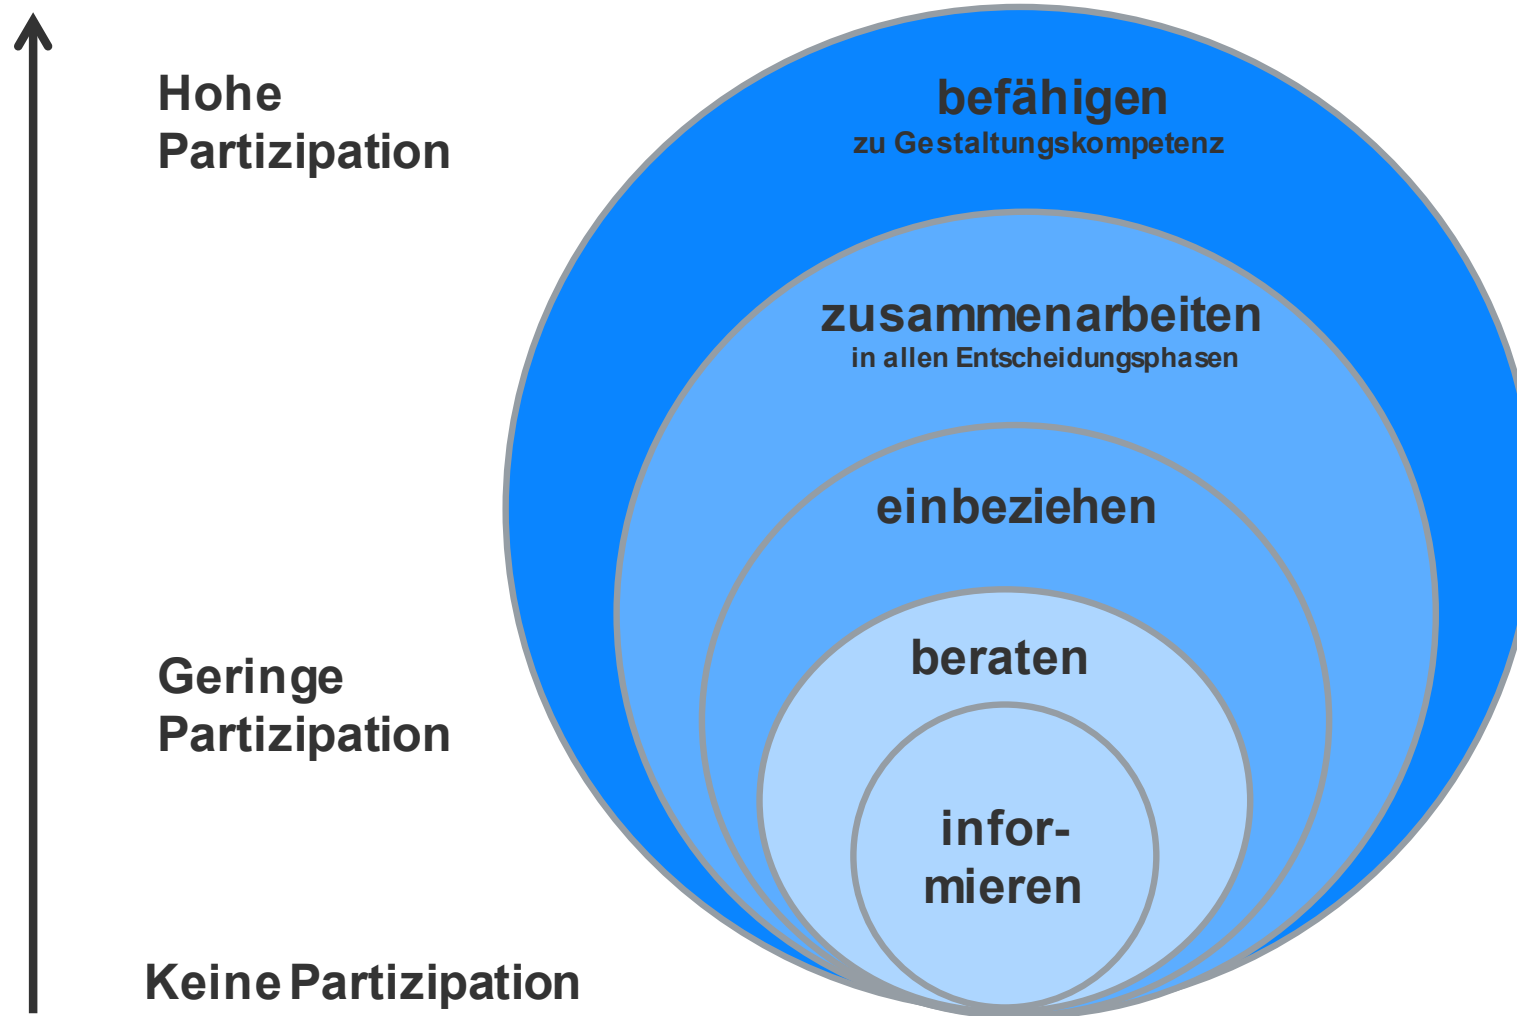 Hohe
Partizipation
befähigen
zu Gestaltungskompetenz
zusammenarbeiten
in allen Entscheidungsphasen
einbeziehen
Geringe
Partizipation
beraten
infor-
mieren
Keine Partizipation